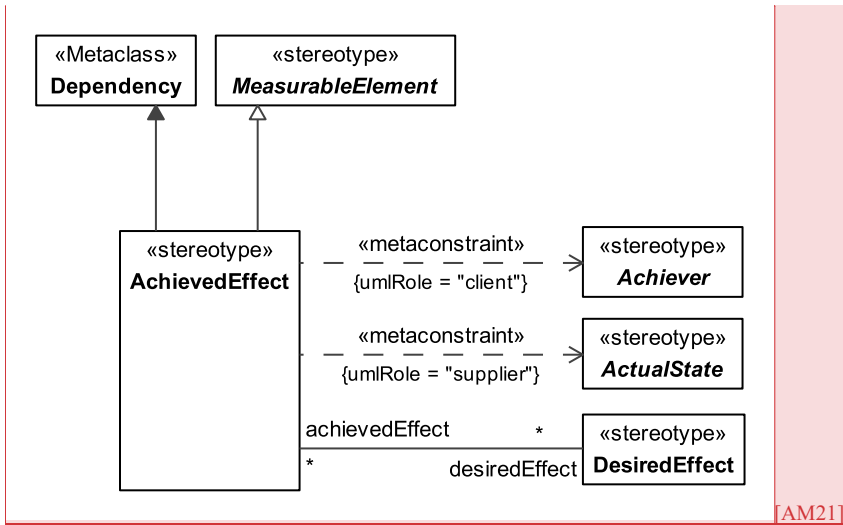 «Metaclass»
Dependency
«stereotype»
MeasurableElement
«stereotype»
AchievedEffect
«metaconstraint»
{umlRole = "client"}
«stereotype»
Achiever
«metaconstraint»
{umlRole = "supplier"}
«stereotype»
ActualState
achievedEffect
*
*
desiredEffect
«stereotype»
DesiredEffect
[AM21]